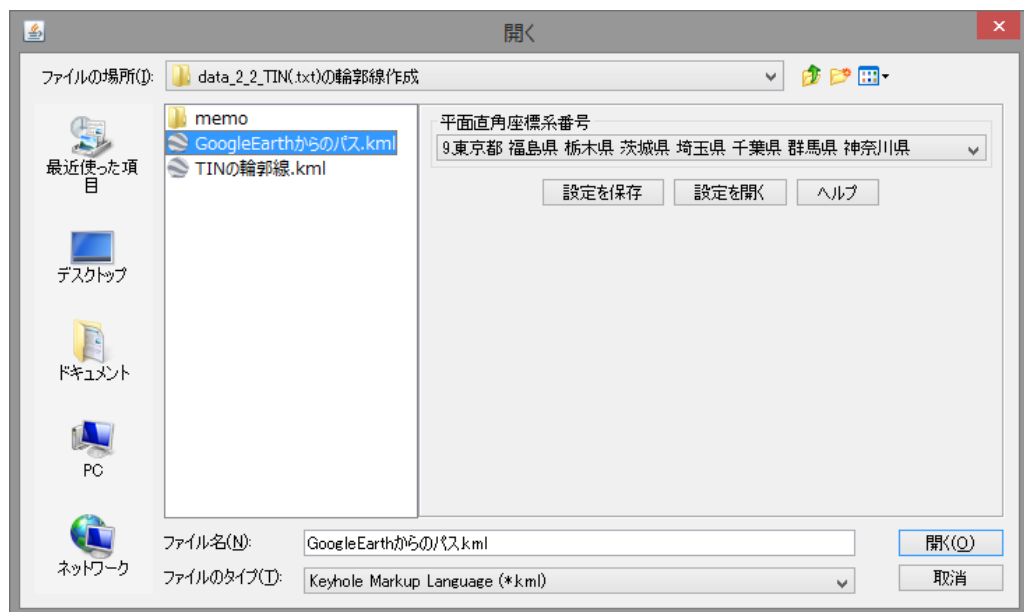 開く
ファイルの場所(I):
data_2_2_TIN(.txt)の輪郭線作成
最近使った項
目
デスクトップ
ドキュメント
PC
ネットワーク
memo
GoogleEarthからのパス.kml
TINの輪郭線.kml
平面直角座標系番号
9東京都 福島県 栃木県 茨城県 埼玉県 千葉県 群馬県 神奈川県
設定を保存
設定を開く
ヘルプ
ファイル名(N):
GoogleEarthからのパス.kml
開く(O)
ファイルのタイプ(T):
Keyhole Markup Language (*.kml)
取消